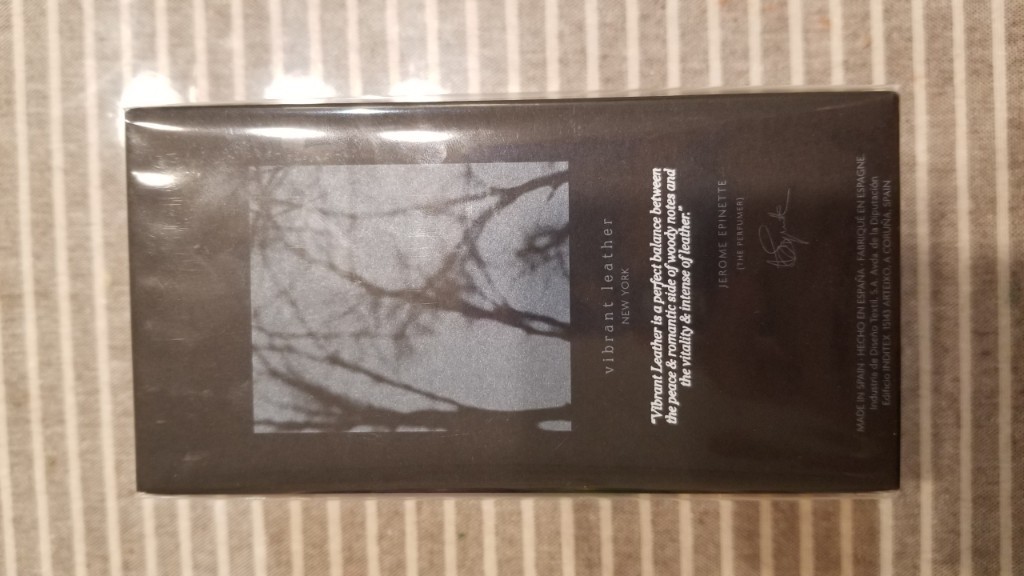 vibrant leather
NEW YORK
"Vibrant Leather is a perfect balance between
the peace & romantic side of woody notes and
the vitality & intense of leather."
JEROME EPINETTE
(THE PERFUMER)
MADE IN SPAIN HECHO EN ESPAÑA FABRIQUÉ EN ESPAGNE
Industria de Diseño Textil, S.A. Avda. de la Diputación
Edificio INDITEX 15143 ARTEIXO, A CORUÑA, SPAIN